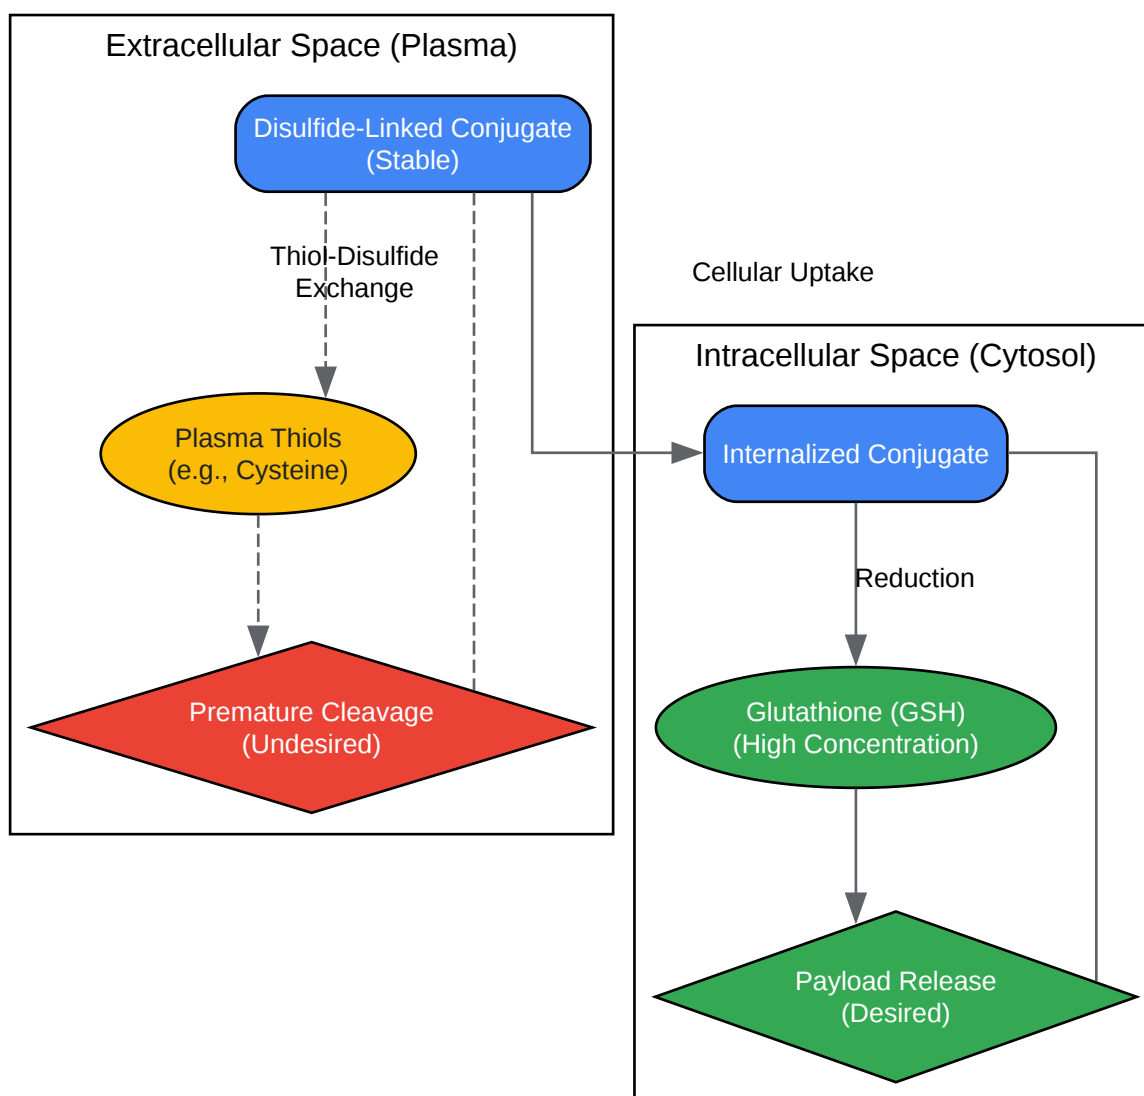 Extracellular Space (Plasma)
Disulfide-Linked Conjugate
(Stable)
Thiol-Disulfide
Exchange
Plasma Thiols
(e.g., Cysteine)
Premature Cleavage
(Undesired)
Cellular Uptake
Intracellular Space (Cytosol)
Internalized Conjugate
Reduction
Glutathione (GSH)
(High Concentration)
Payload Release
(Desired)